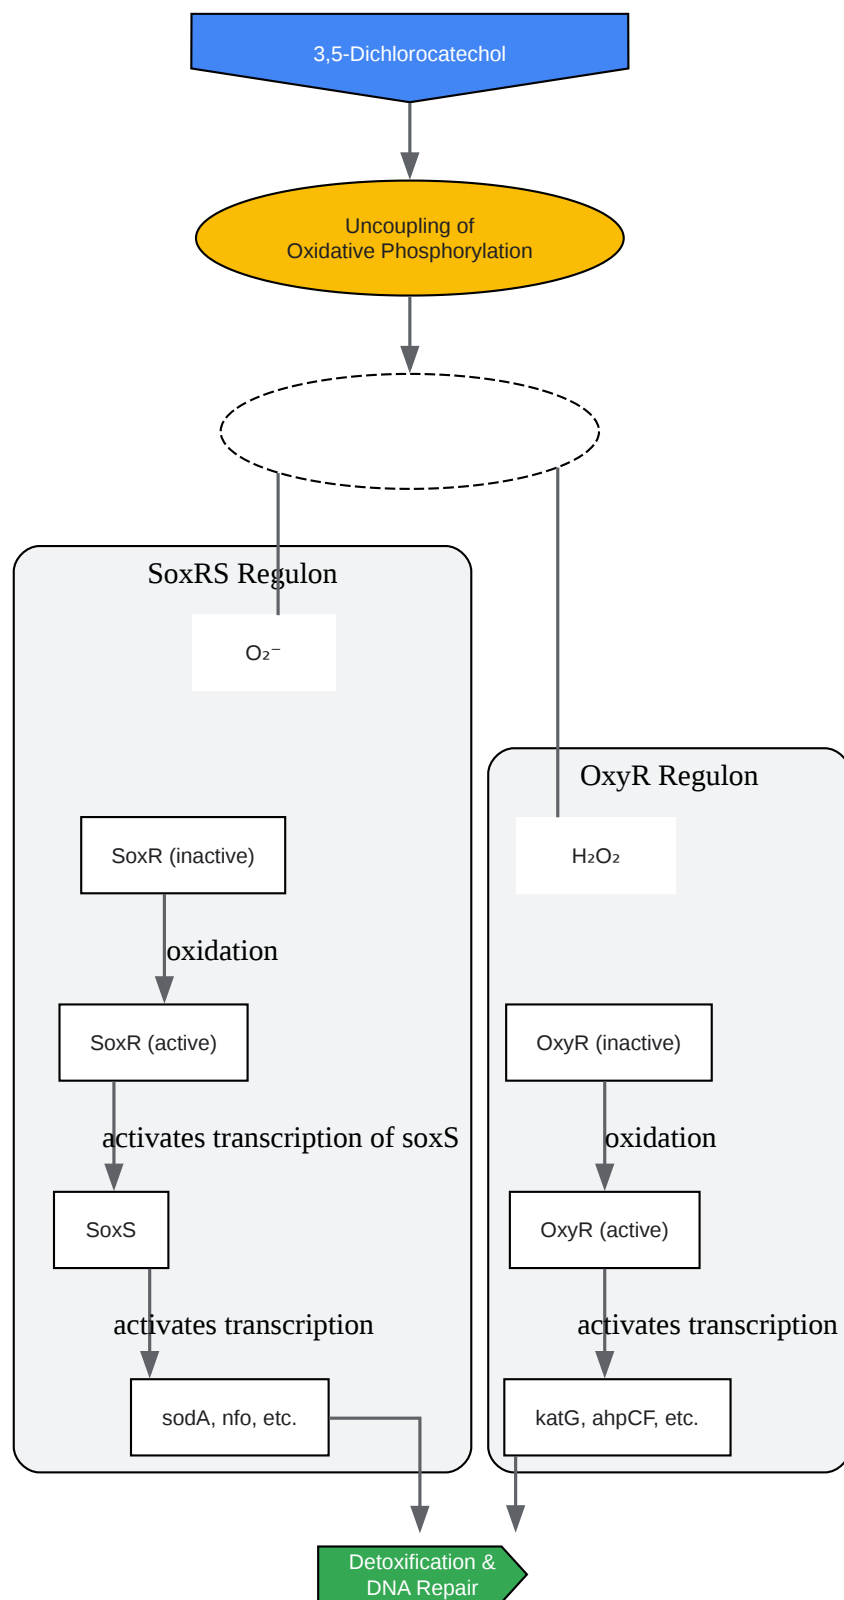 3,5-Dichlorocatechol
Uncoupling of
Oxidative Phosphorylation
SoxRS Regulon
O₂⁻
SoxR (inactive)
oxidation
SoxR (active)
activates transcription of soxS
SoxS
activates transcription
sodA, nfo, etc.
OxyR Regulon
H₂O₂
OxyR (inactive)
oxidation
OxyR (active)
activates transcription
katG, ahpCF, etc.
Detoxification &
DNA Repair